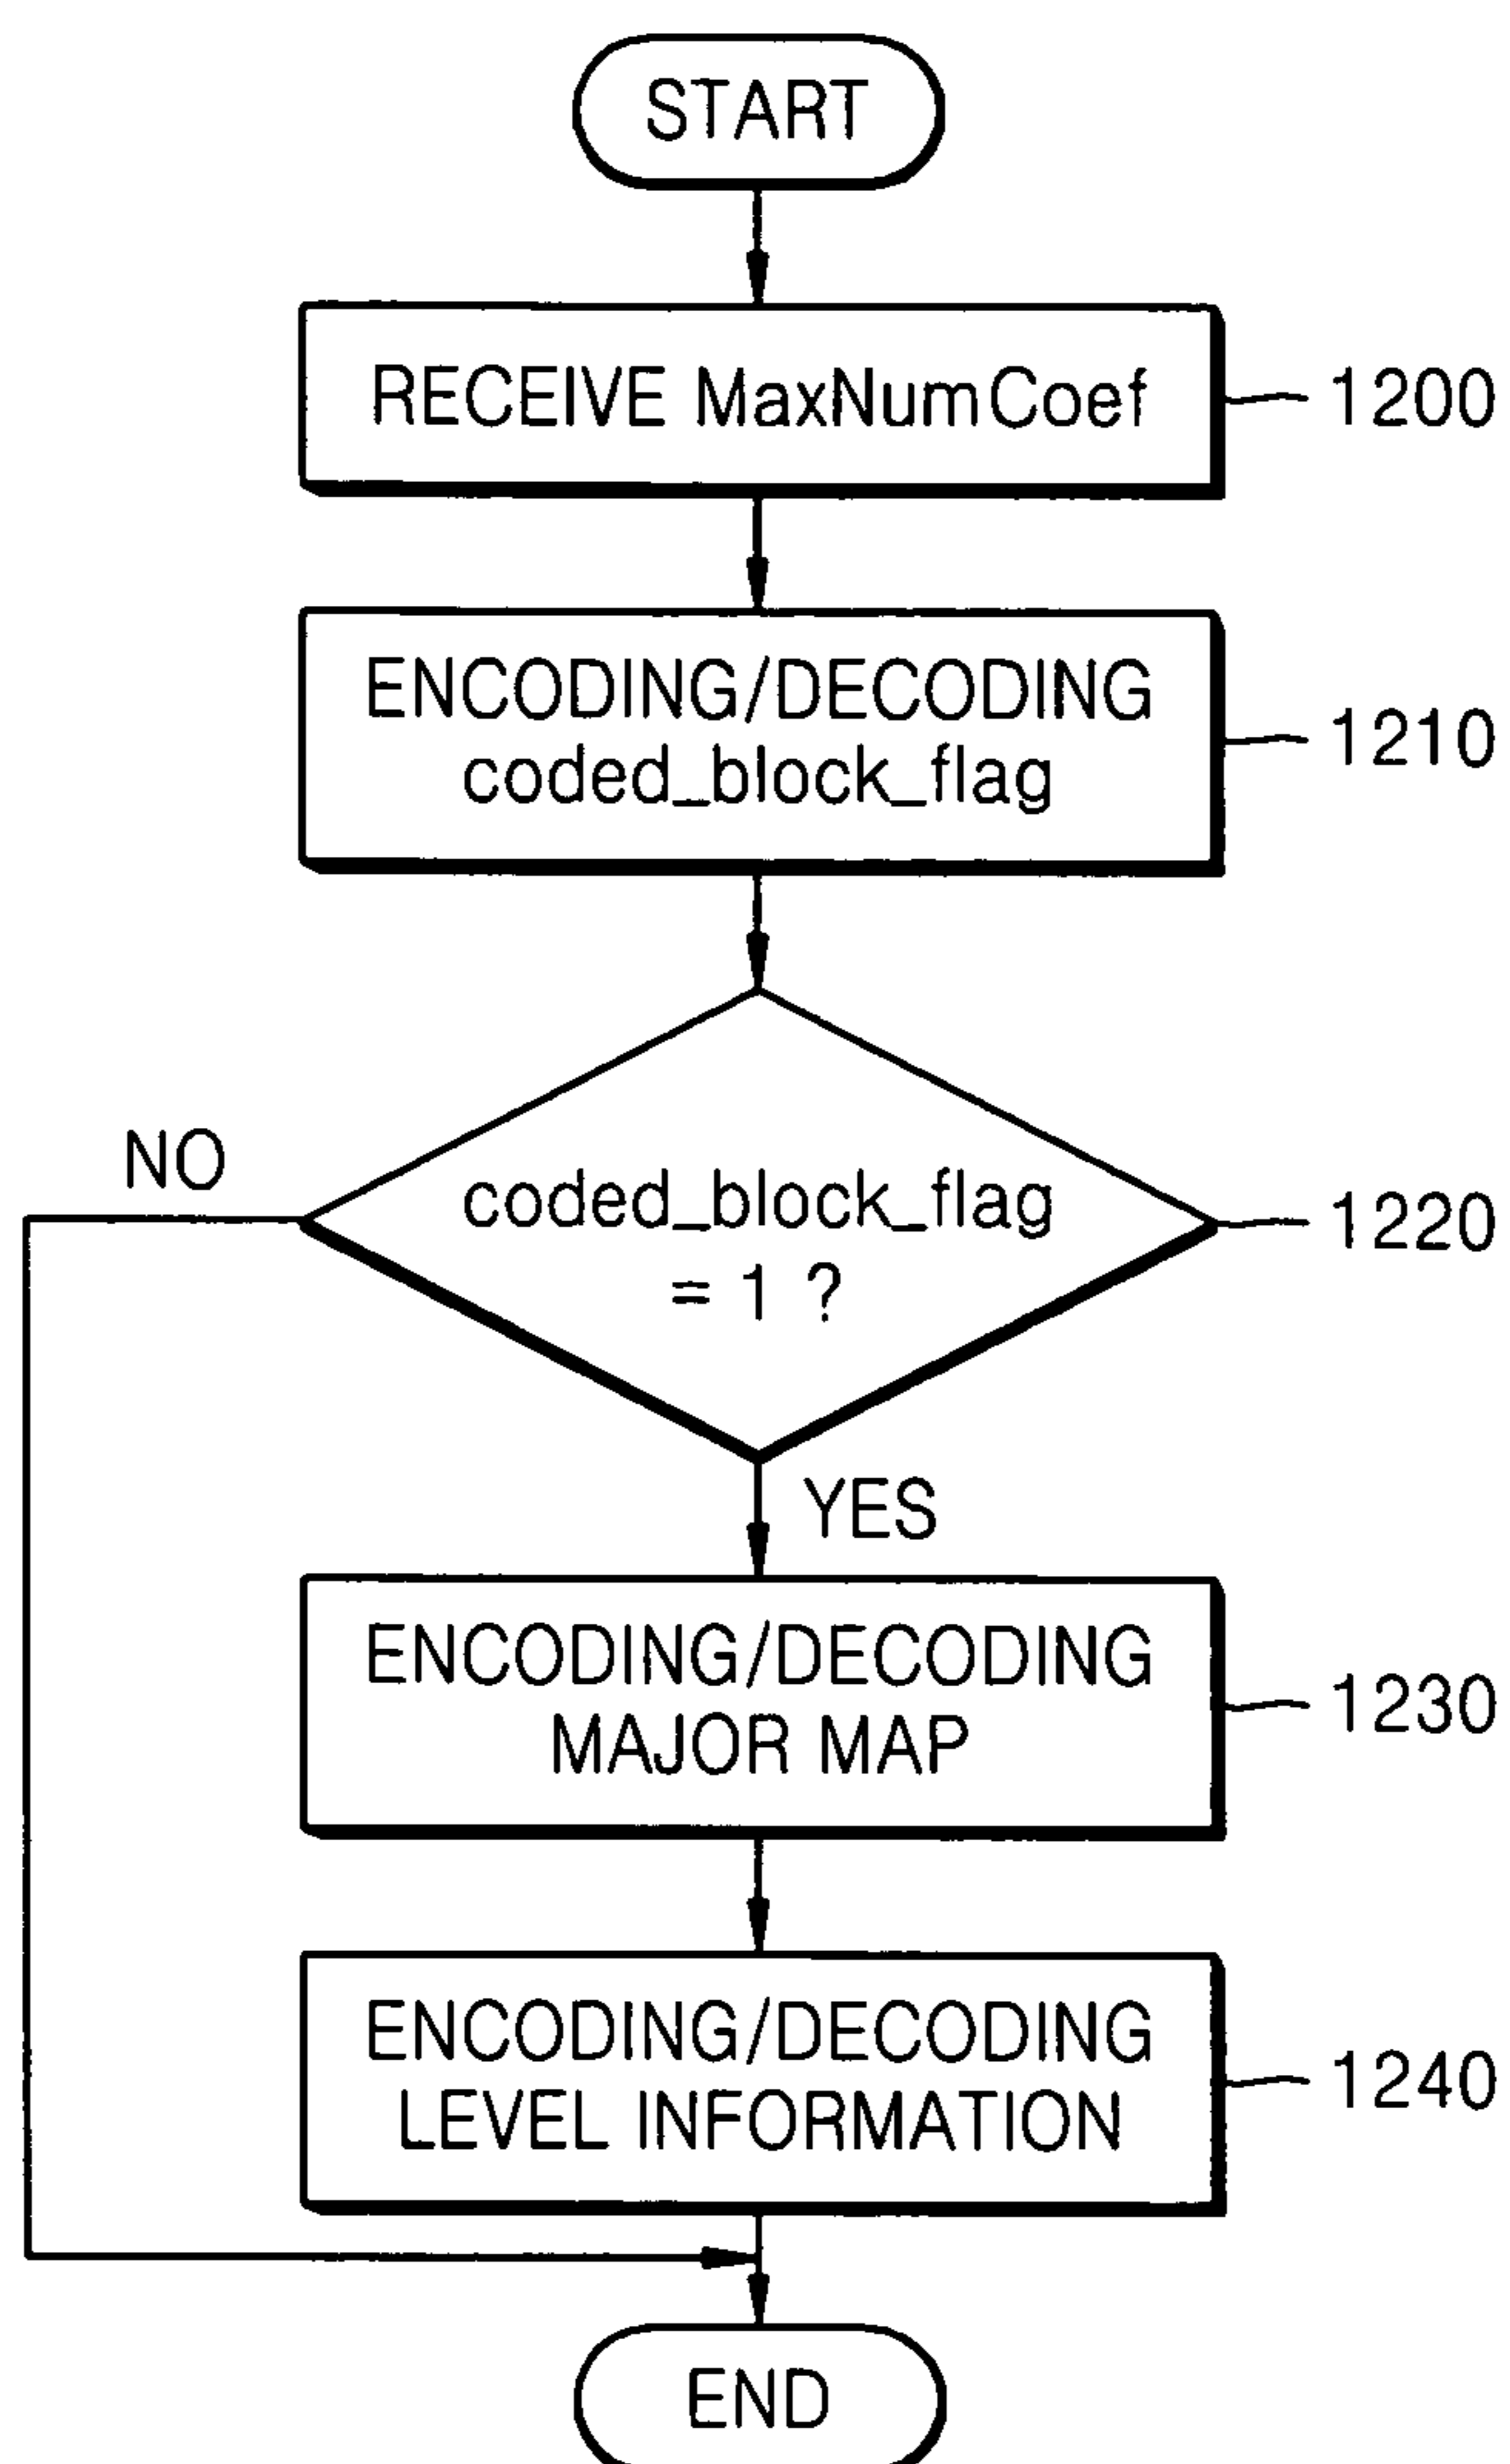 START
RECEIVE MaxNumCoef
1200
ENCODING/DECODING
coded_block_flag
1210
NO
coded_block_flag
= 1 ?
1220
YES
ENCODING/DECODING
MAJOR MAP
1230
ENCODING/DECODING
LEVEL INFORMATION
1240
END